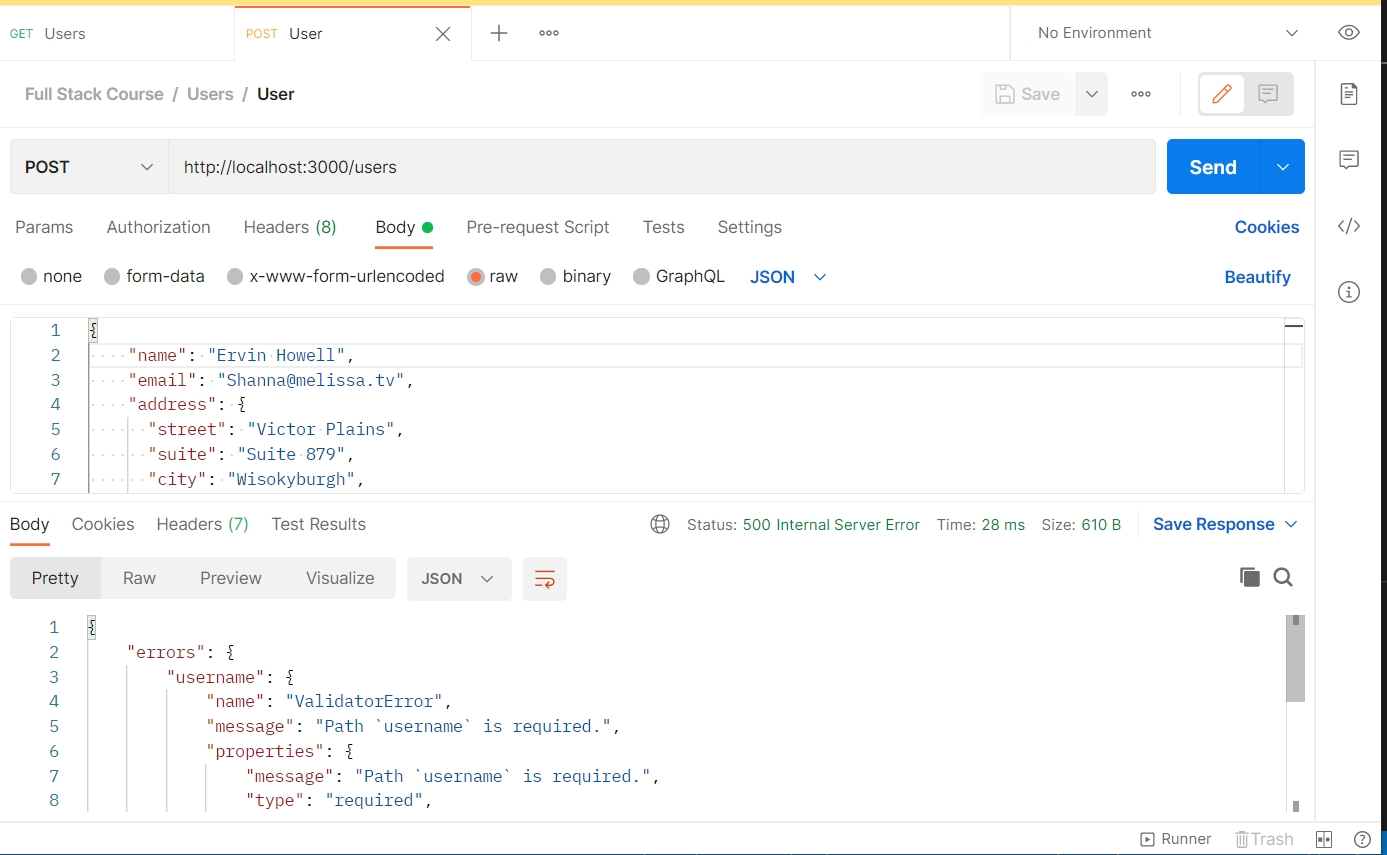 GET Users POST User No Environment
Full Stack Course / Users / User Save
POST http://localhost:3000/users Send
Params Authorization Headers (8) Body Pre-request Script Tests Settings Cookies
none form-data x-www-form-urlencoded raw binary GraphQL JSON Beautify
1 {
2 "name": "Ervin Howell",
3 "email": "Shanna@melissa.tv",
4 "address": {
5 "street": "Victor Plains",
6 "suite": "Suite 879",
7 "city": "Wisokyburgh",
Body Cookies Headers (7) Test Results Status: 500 Internal Server Error Time: 28 ms Size: 610 B Save Response
Pretty Raw Preview Visualize JSON
1 {
2 "errors": {
3 "username": {
4 "name": "ValidatorError",
5 "message": "Path `username` is required.",
6 "properties": {
7 "message": "Path `username` is required.",
8 "type": "required",
Runner Trash